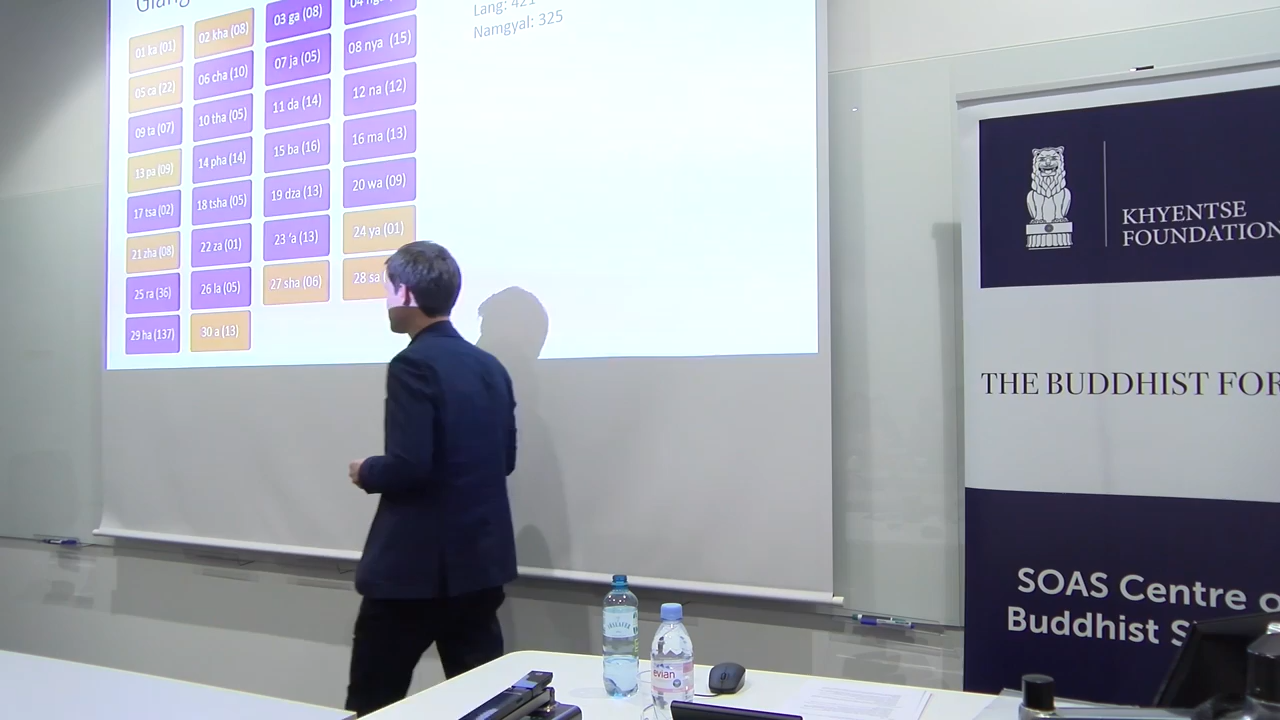 01 ka (01)
02 kha (08)
03 ga (08)
05 ca (22)
06 cha (10)
07 ja (05)
08 nya (15)
09 ta (07)
10 tha (05)
11 da (14)
12 na (12)
13 pa (09)
14 pha (14)
15 ba (16)
16 ma (13)
17 tsa (02)
18 tsha (05)
19 dza (13)
20 wa (09)
21 zha (08)
22 za (01)
23 'a (13)
24 ya (01)
25 ra (36)
26 la (05)
27 sha (06)
28 sa
29 ha (137)
30 a (13)
Lang: 421
Namgyal: 325
KHYENTSE
FOUNDATION
THE BUDDHIST FOR
SOAS Centre o
Buddhist S
evian